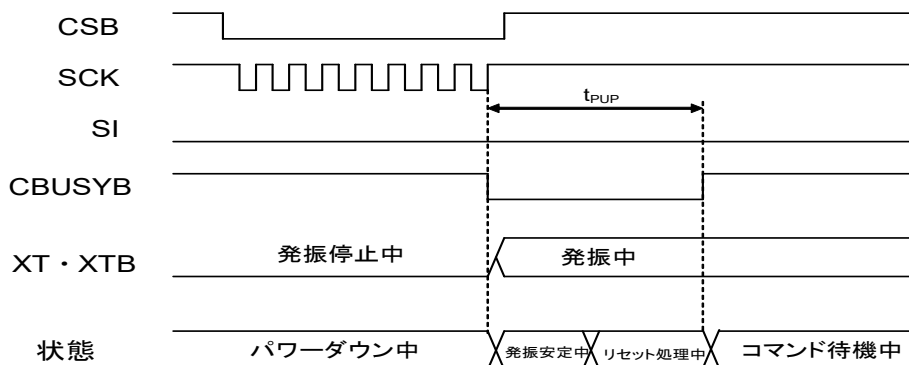 CSB
SCK
tPUP
SI
CBUSYB
XT・XTB
発振停止中
発振中
状態
パワーダウン中
発振安定中
リセット処理中
コマンド待機中